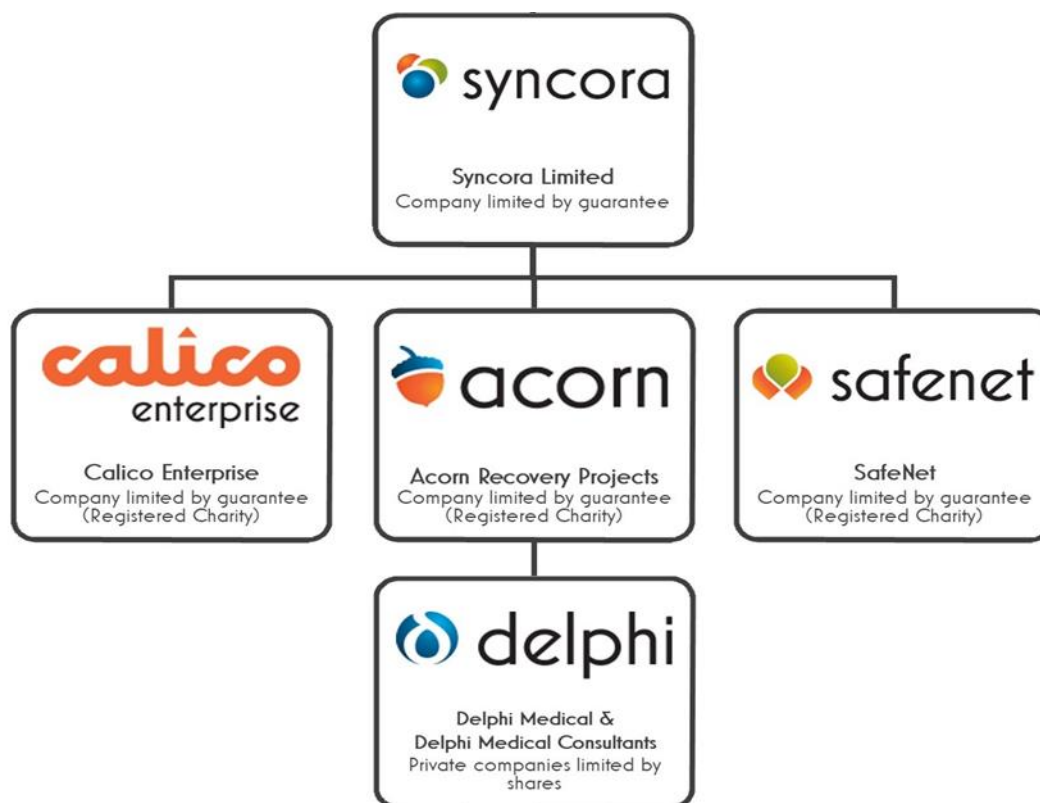 syncora
Syncora Limited
Company limited by guarantee
calico
enterprise
Calico Enterprise
Company limited by guarantee
(Registered Charity)
acorn
Acorn Recovery Projects
Company limited by guarantee
(Registered Charity)
safenet
SafeNet
Company limited by guarantee
(Registered Charity)
delphi
Delphi Medical &
Delphi Medical Consultants
Private companies limited by
shares